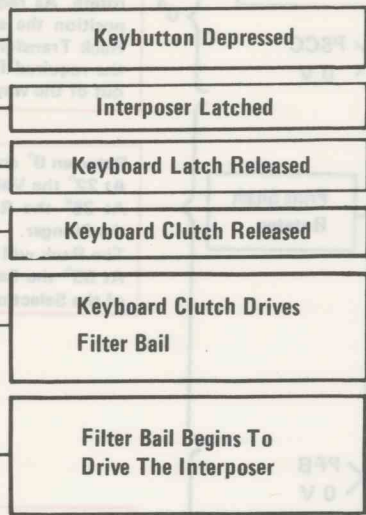 Keybutton Depressed
Interposer Latched
Keyboard Latch Released
Keyboard Clutch Released
Keyboard Clutch Drives
Filter Bail
Filter Bail Begins To
Drive The Interposer